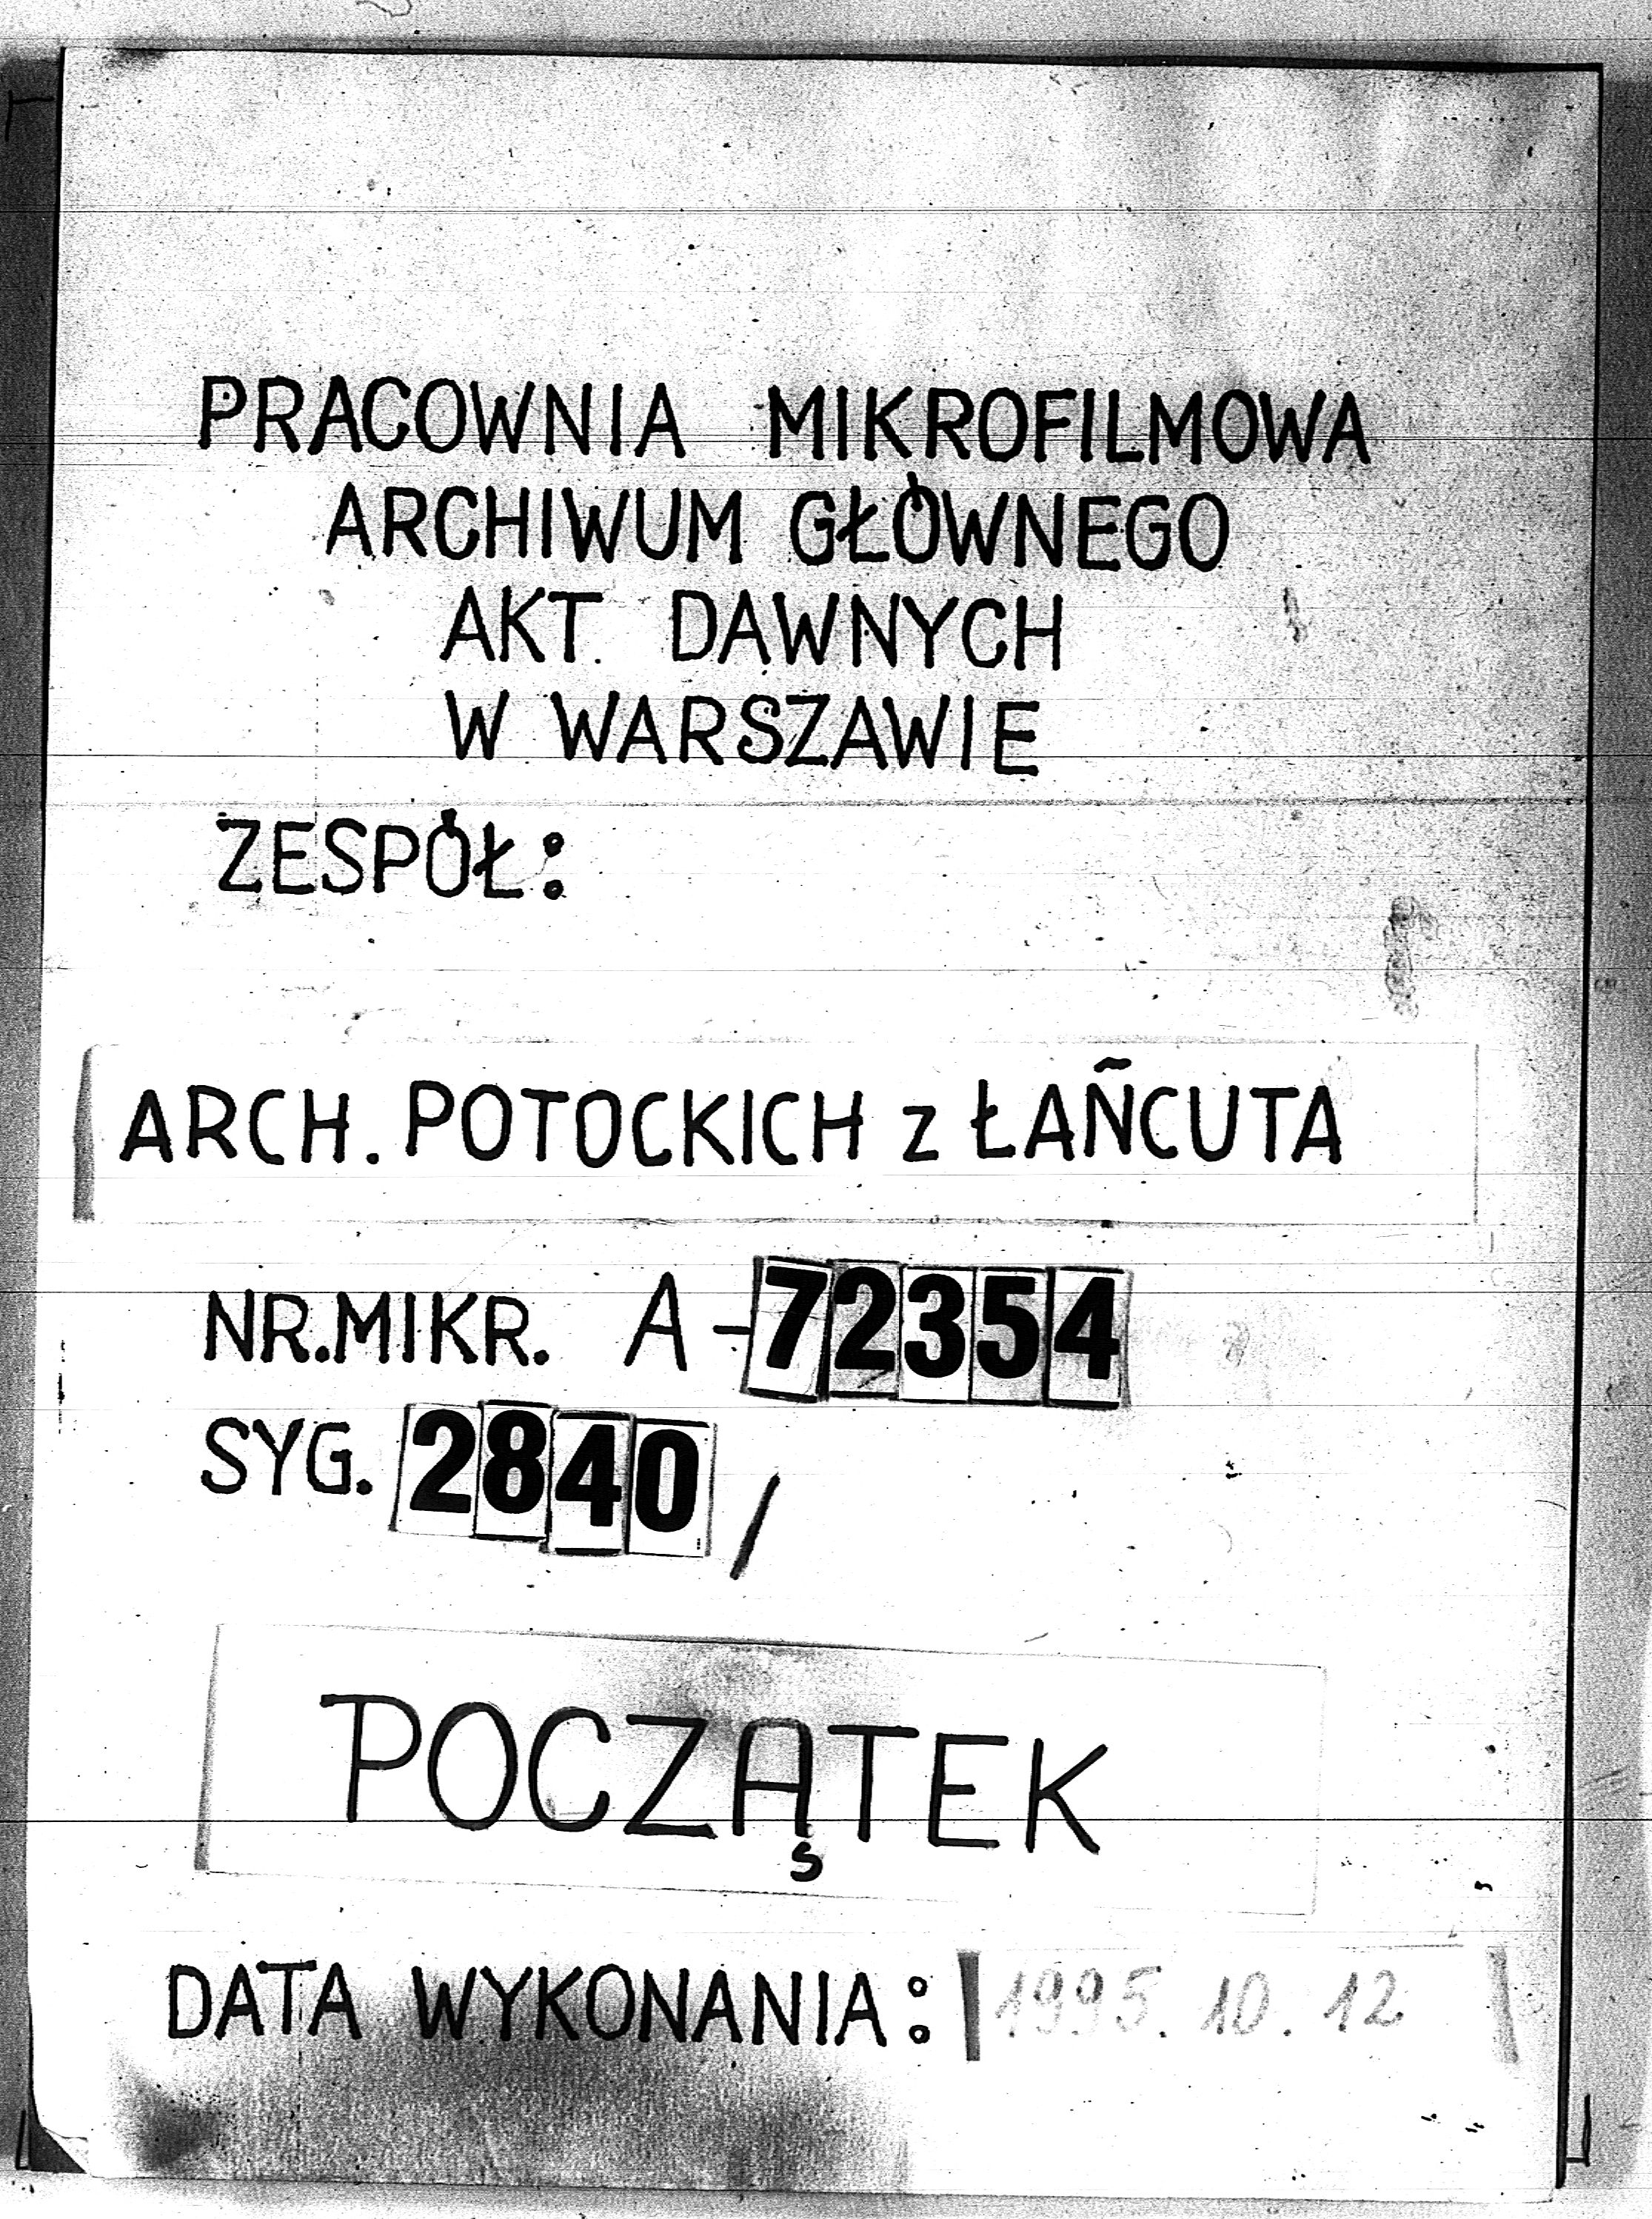 PRACOWNIA MIKROFILMOWA
ARCHIWUM GŁÓWNEGO
AKT DAWNYCH
W WARSZAWIE
ZESPÓŁ:
ARCH. POTOCKICH z ŁAŃCUTA
NR.MIKR. A-72354
SYG. 2840/
POCZĄTEK
DATA WYKONANIA: 1995.10.12